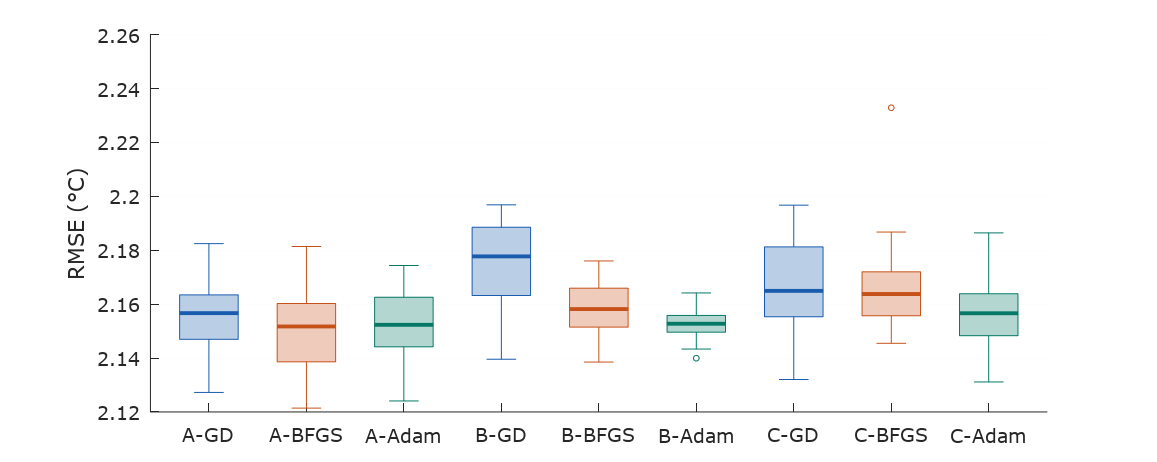 2.26
2.24
2.22
2.2
2.18
2.16
2.14
2.12
RMSE (°C)
A-GD
A-BFGS
A-Adam
B-GD
B-BFGS
B-Adam
C-GD
C-BFGS
C-Adam